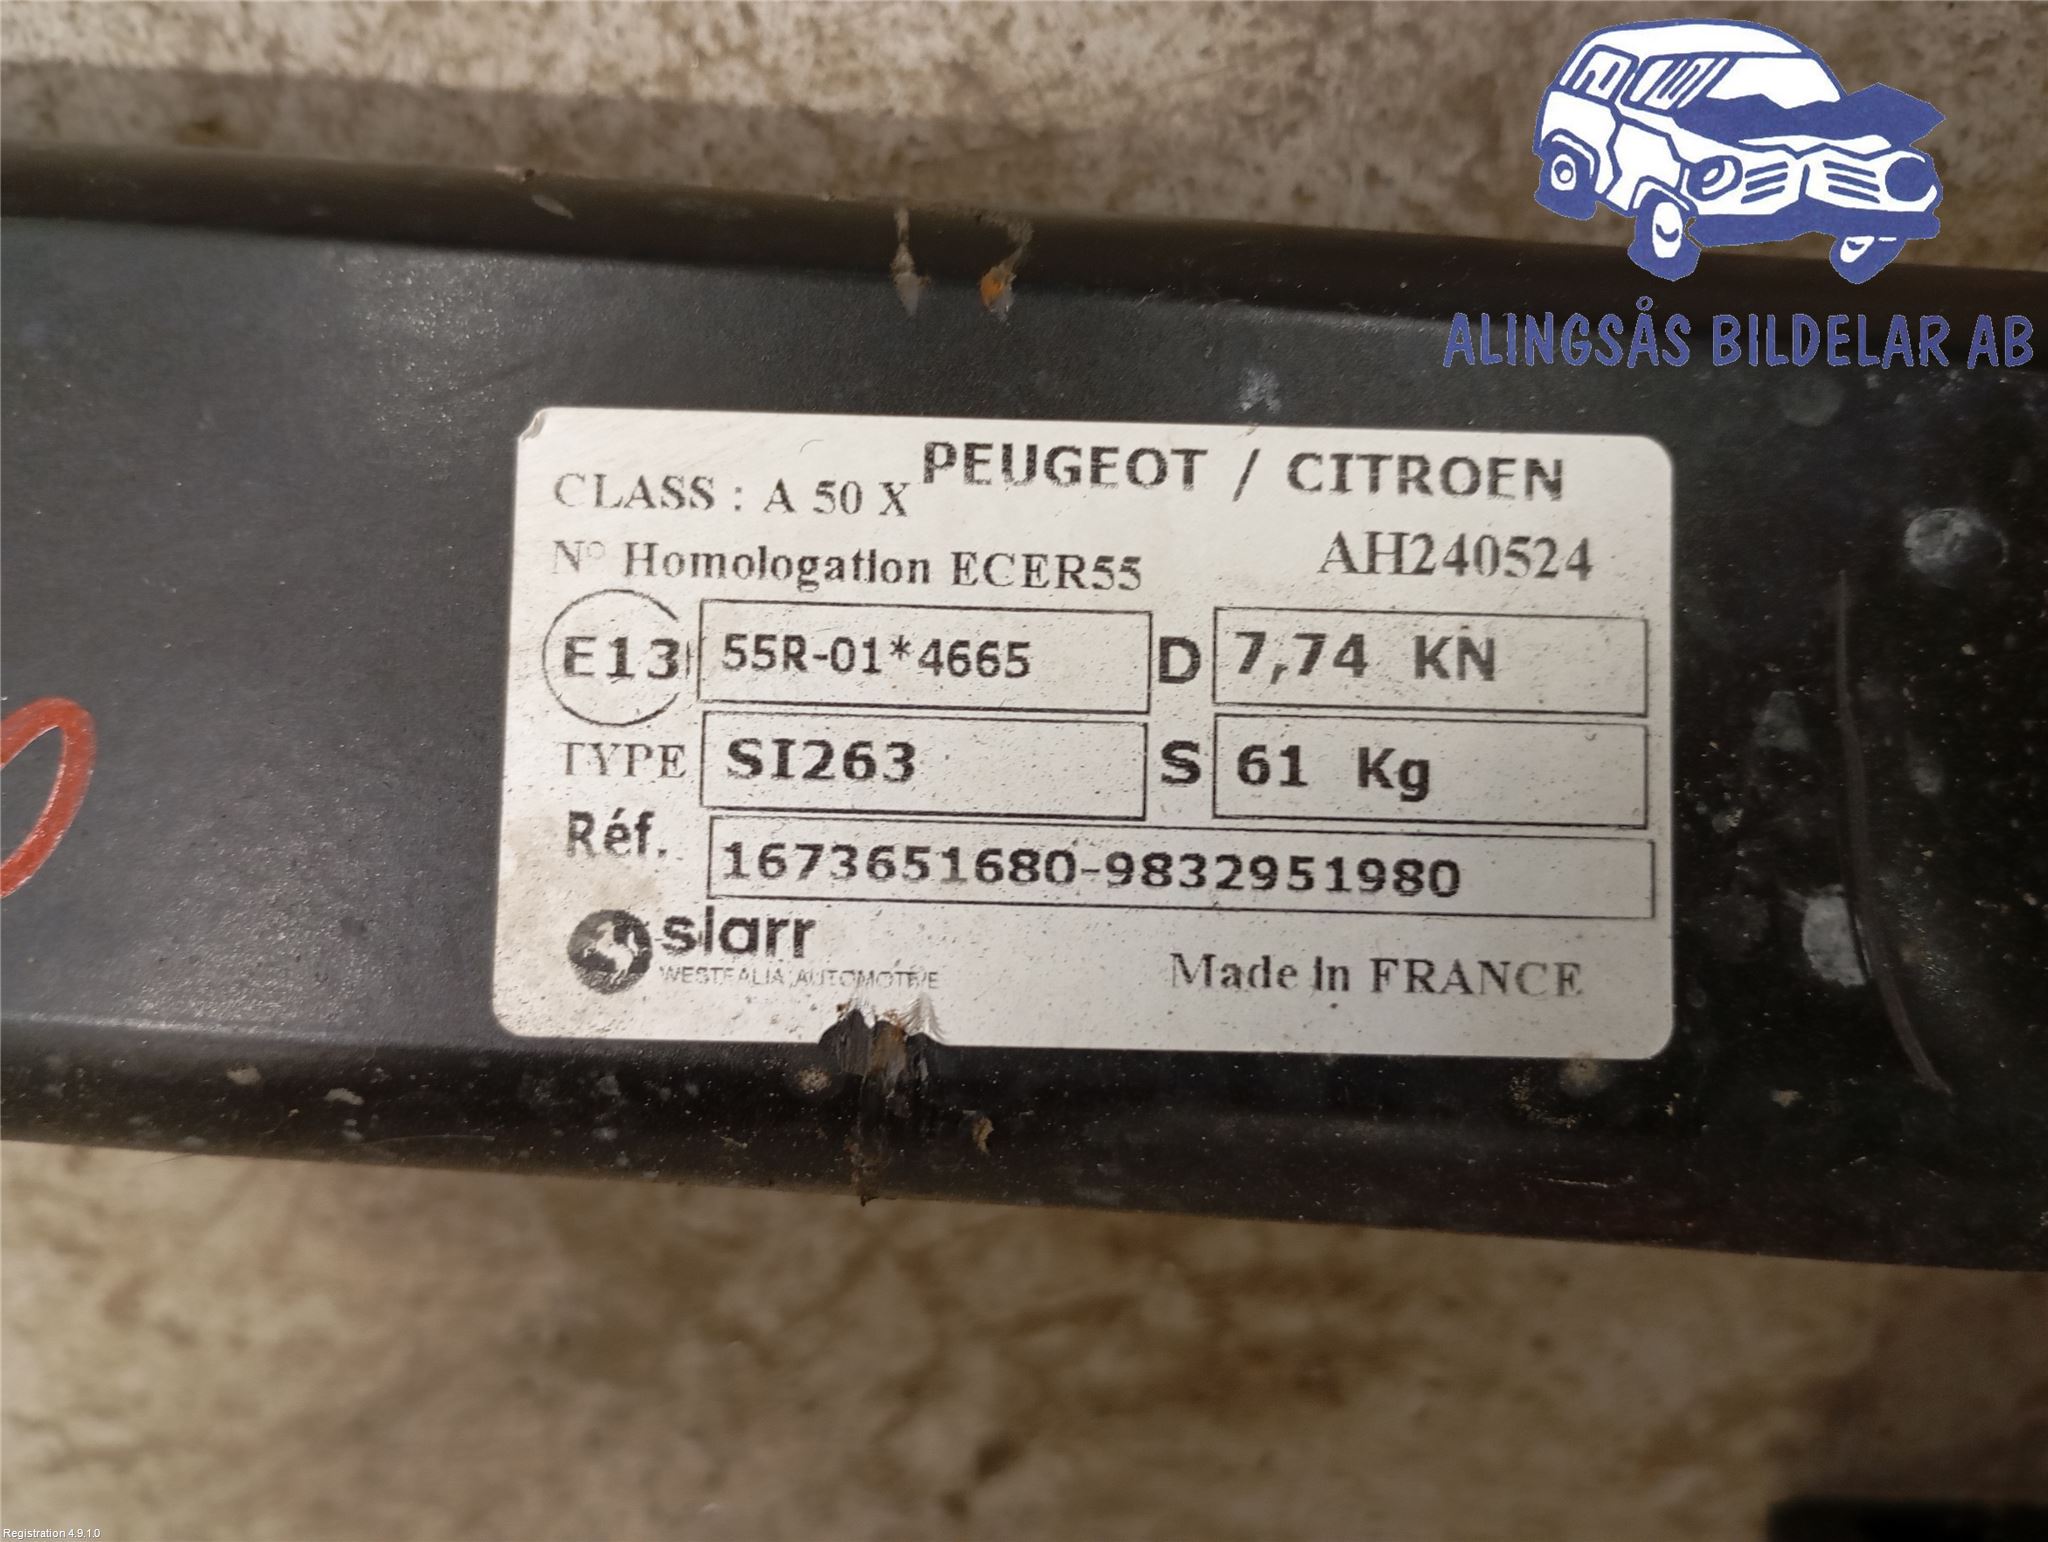 ALINGSÅS BILDELAR AB
PEUGEOT / CITROEN
CLASS : A 50 X
N° Homologation ECER55 AH240524
E13 55R-01*4665 D 7,74 KN
TYPE SI263 S 61 Kg
Réf. 1673651680-9832951980
siarr
WESTFALIA AUTOMOTIVE
Made in FRANCE
Registration 4.9.1.0